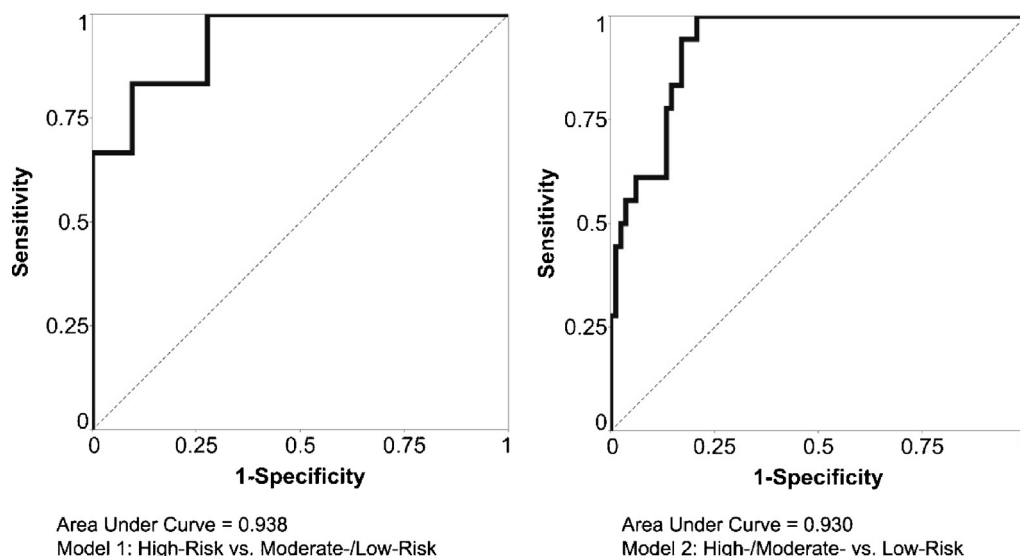 1
0.75
0.5
0.25
0
Sensitivity
0 0.25 0.5 0.75 1
1-Specificity
Area Under Curve = 0.938
Model 1: High-Risk vs. Moderate-/Low-Risk
1
0.75
0.5
0.25
0
Sensitivity
0 0.25 0.5 0.75
1-Specificity
Area Under Curve = 0.930
Model 2: High-/Moderate- vs. Low-Risk